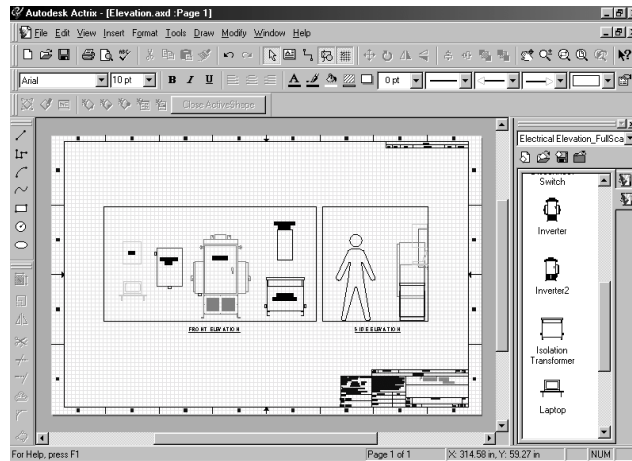 Autodesk Actrix - [Elevation.axd :Page 1]
File Edit View Insert Format Tools Draw Modify Window Help
Arial 10 pt B I U A 0 pt
Close ActiveShape
Electrical Elevation_FullSca
Switch
Inverter
Inverter2
Isolation
Transformer
Laptop
FRONT ELEVATION
SIDE ELEVATION
For Help, press F1 Page 1 of 1 X: 314.58 in, Y: 59.27 in NUM